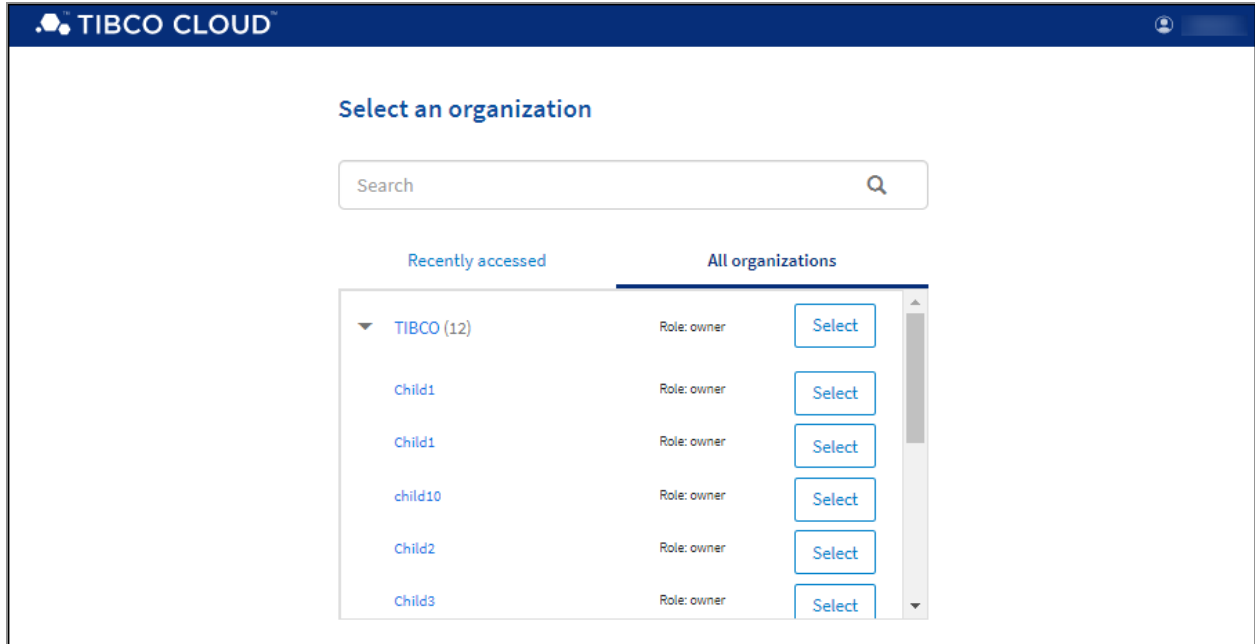 TIBCO CLOUD™
Select an organization
Search
Recently accessed All organizations
TIBCO (12) Role: owner Select
Child1 Role: owner Select
Child1 Role: owner Select
child10 Role: owner Select
Child2 Role: owner Select
Child3 Role: owner Select